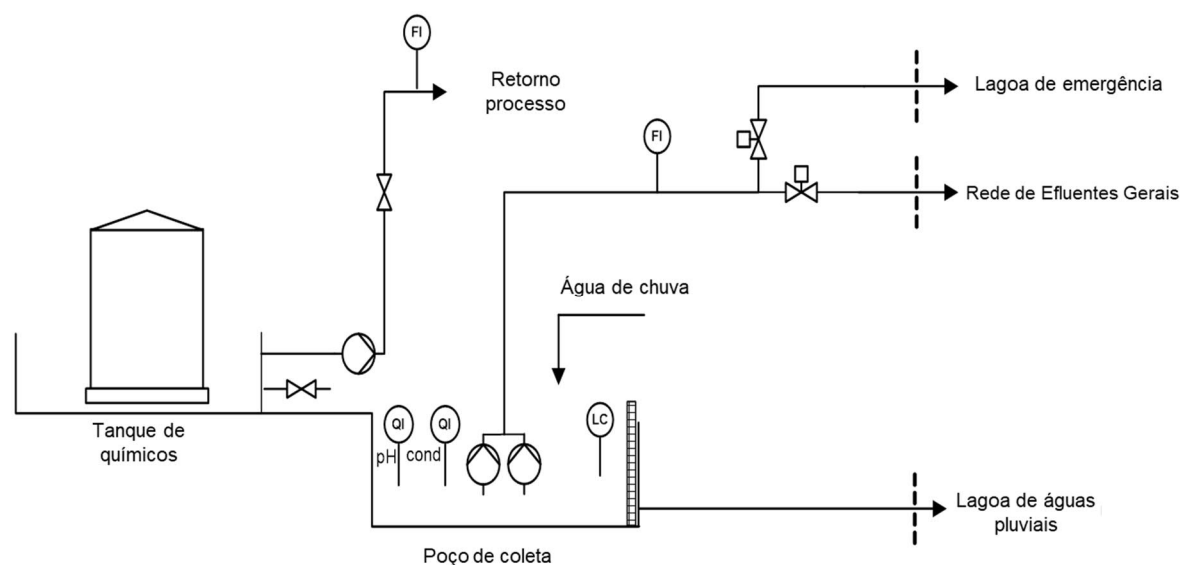 FI
Retorno
processo
Lagoa de emergência
FI
Rede de Efluentes Gerais
Água de chuva
Tanque de
químicos
QI
QI
LC
pH
cond
Lagoa de águas
pluviais
Poço de coleta